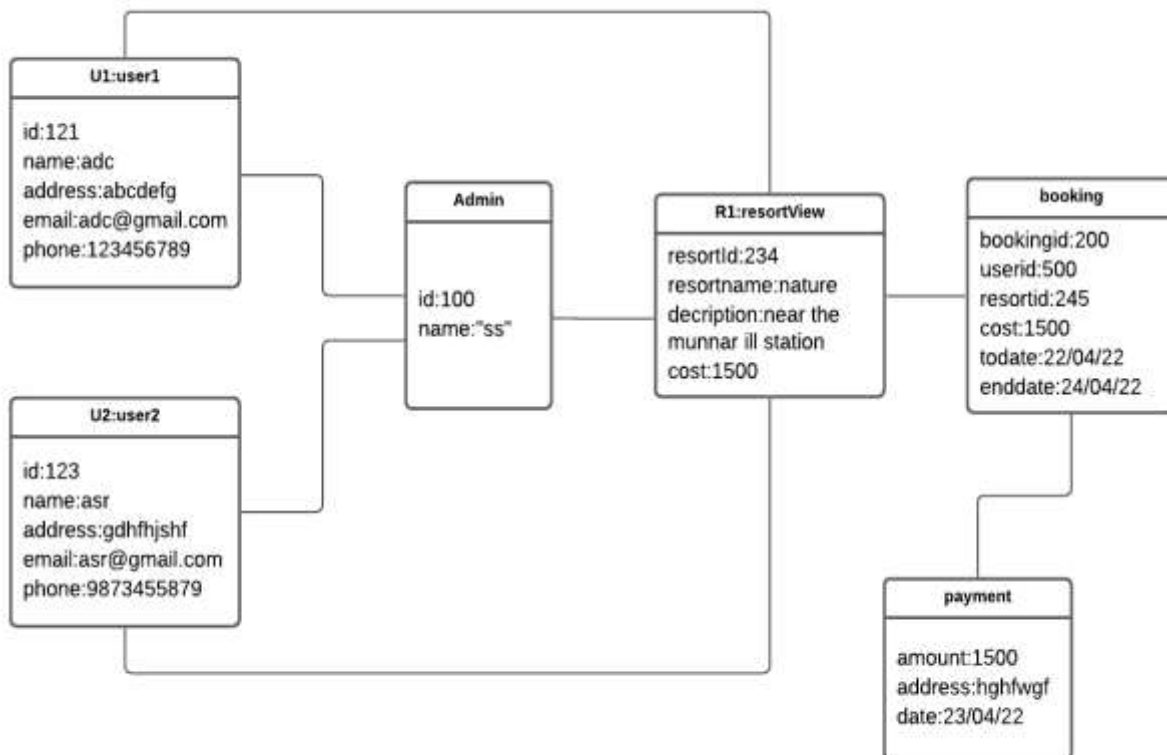 U1:user1
id:121
name:adc
address:abcdefg
email:adc@gmail.com
phone:123456789
U2:user2
id:123
name:asr
address:gdhfhjshf
email:asr@gmail.com
phone:9873455879
Admin
id:100
name:"ss"
R1:resortView
resortId:234
resortname:nature
decription:near the
munnar ill station
cost:1500
booking
bookingid:200
userid:500
resortid:245
cost:1500
todate:22/04/22
enddate:24/04/22
payment
amount:1500
address:hghfwgf
date:23/04/22